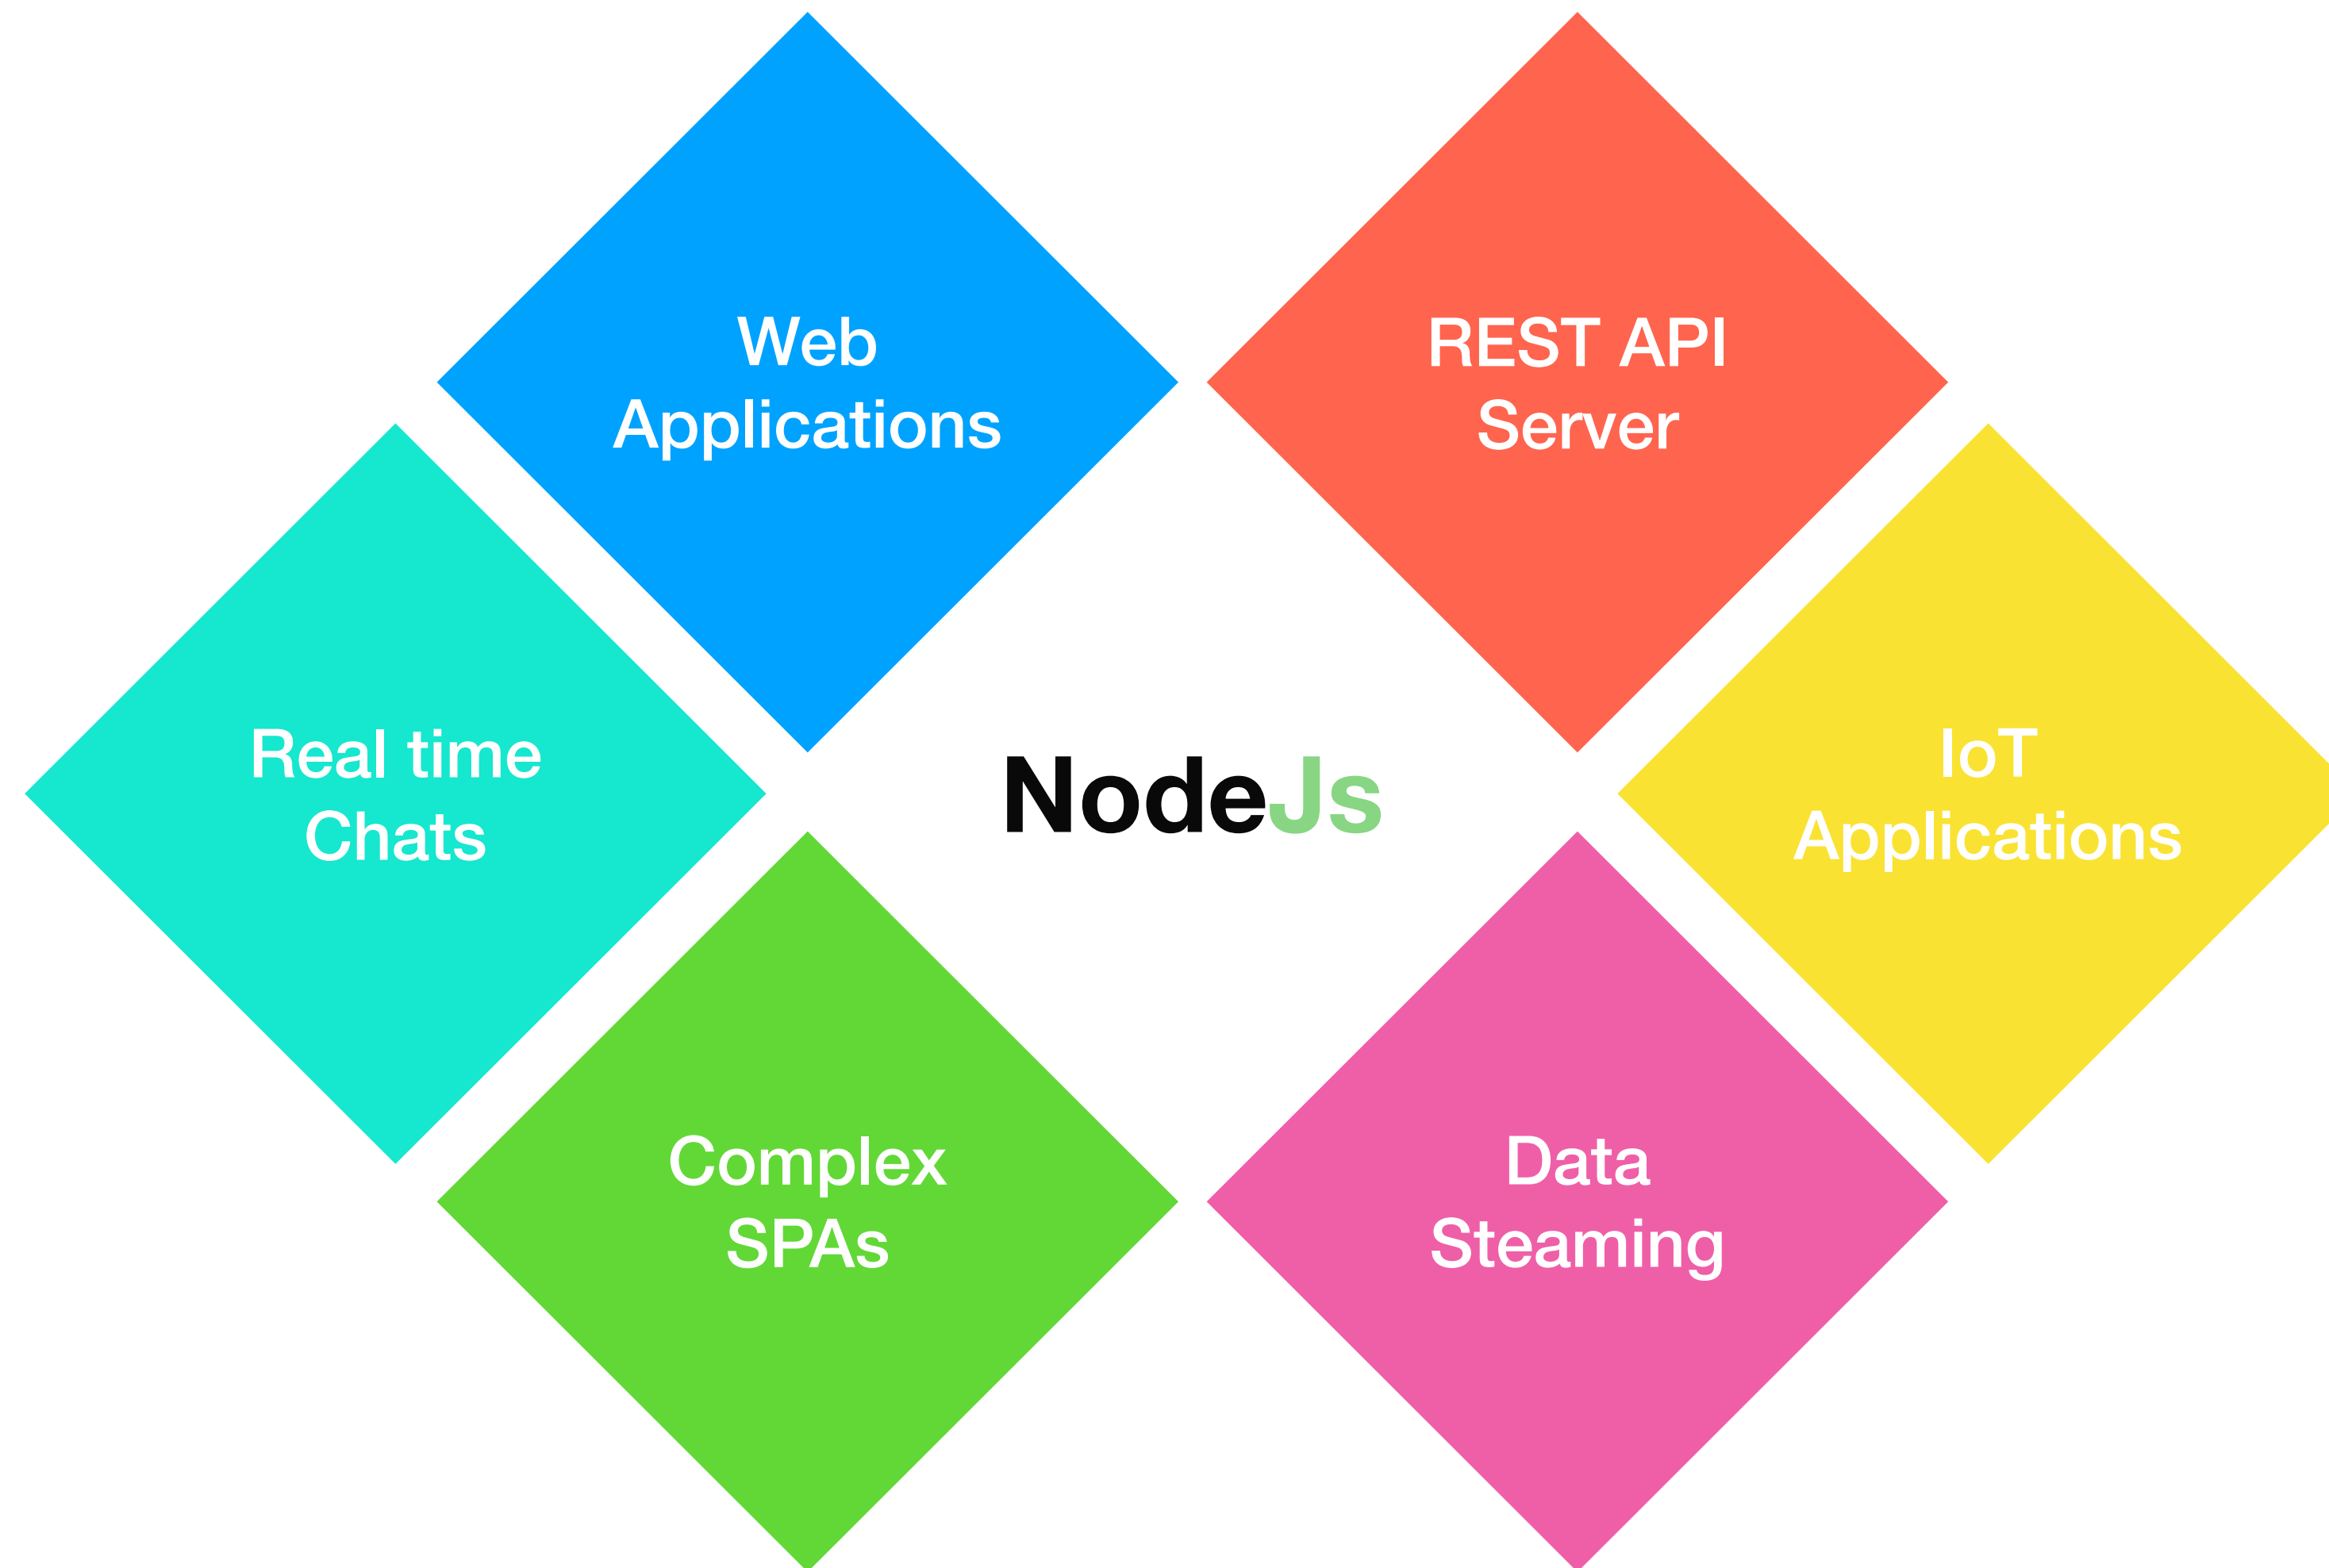 Web
Applications
REST API
Server
Real time
Chats
NodeJs
IoT
Applications
Complex
SPAs
Data
Steaming